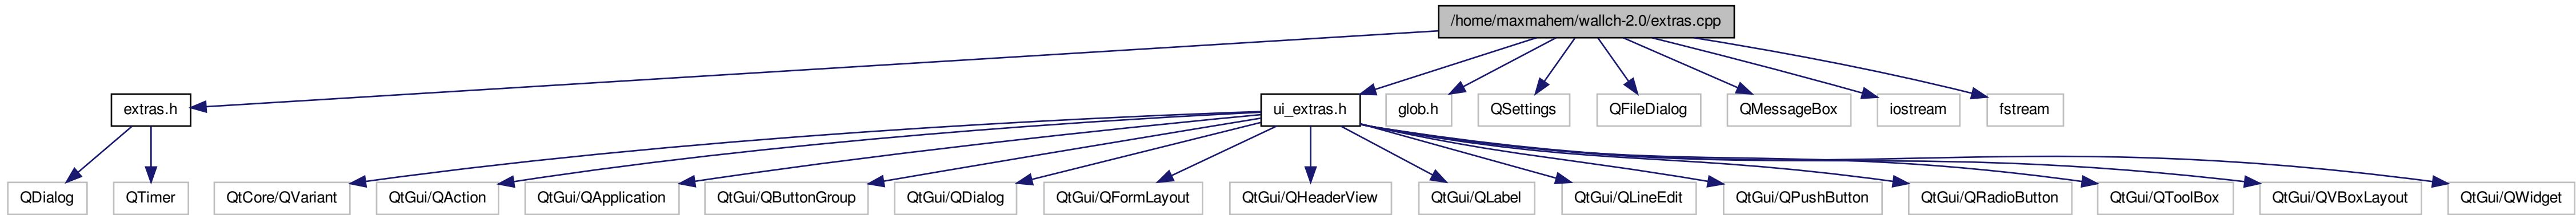 /home/maxmahem/wallch-2.0/extras.cpp
extras.h
ui_extras.h
glob.h
QSettings
QFileDialog
QMessageBox
iostream
fstream
QDialog
QTimer
QtCore/QVariant
QtGui/QAction
QtGui/QApplication
QtGui/QButtonGroup
QtGui/QDialog
QtGui/QFormLayout
QtGui/QHeaderView
QtGui/QLabel
QtGui/QLineEdit
QtGui/QPushButton
QtGui/QRadioButton
QtGui/QToolBox
QtGui/QVBoxLayout
QtGui/QWidget